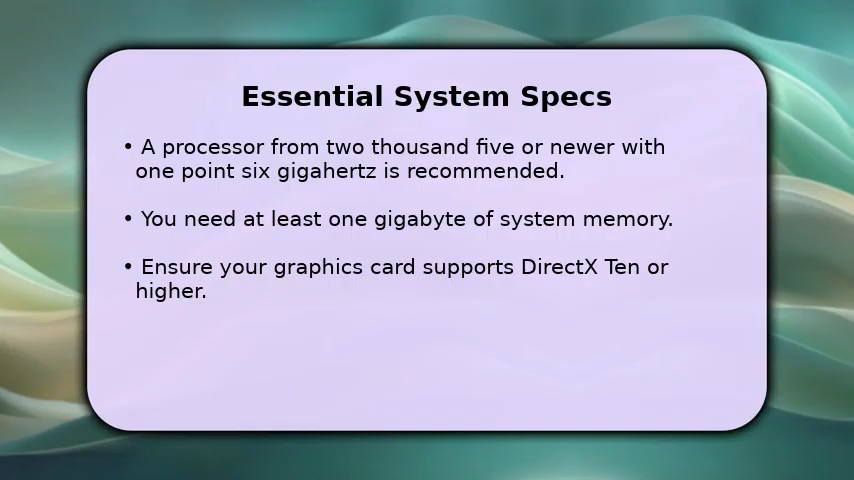 Essential System Specs
• A processor from two thousand five or newer with
one point six gigahertz is recommended.
• You need at least one gigabyte of system memory.
• Ensure your graphics card supports DirectX Ten or
higher.